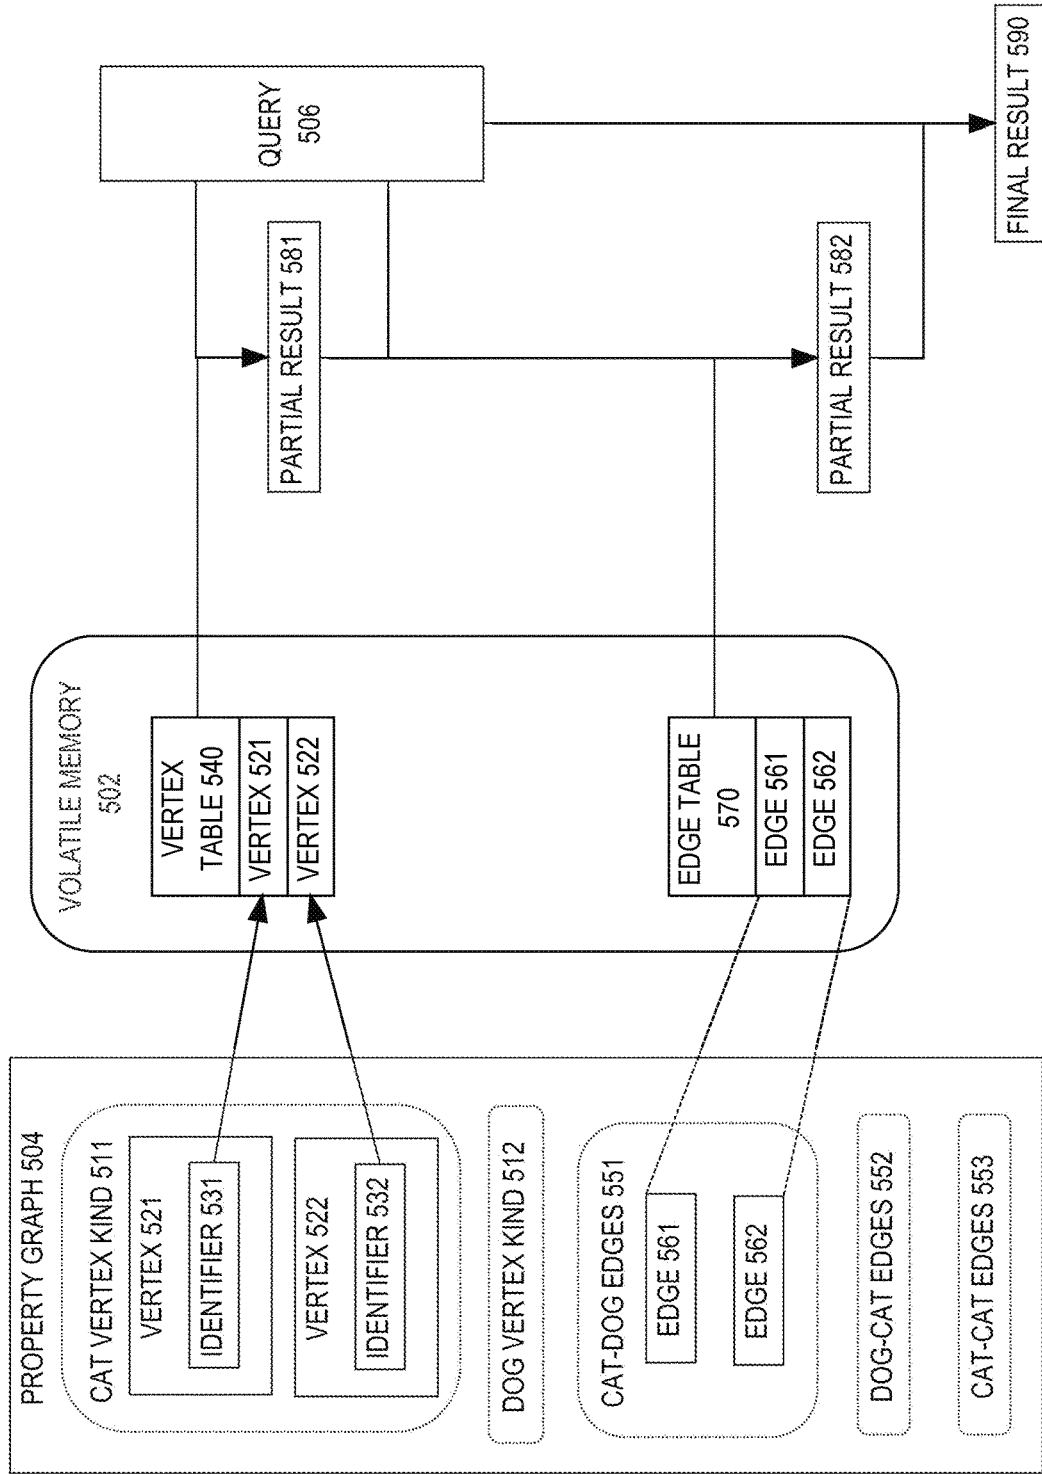 PROPERTY GRAPH 504
CAT VERTEX KIND 511
VERTEX 521
IDENTIFIER 531
VERTEX 522
IDENTIFIER 532
DOG VERTEX KIND 512
CAT-DOG EDGES 551
EDGE 561
EDGE 562
DOG-CAT EDGES 552
CAT-CAT EDGES 553
VOLATILE MEMORY
502
VERTEX
TABLE 540
VERTEX 521
VERTEX 522
EDGE TABLE
570
EDGE 561
EDGE 562
QUERY
506
PARTIAL RESULT 581
PARTIAL RESULT 582
FINAL RESULT 590